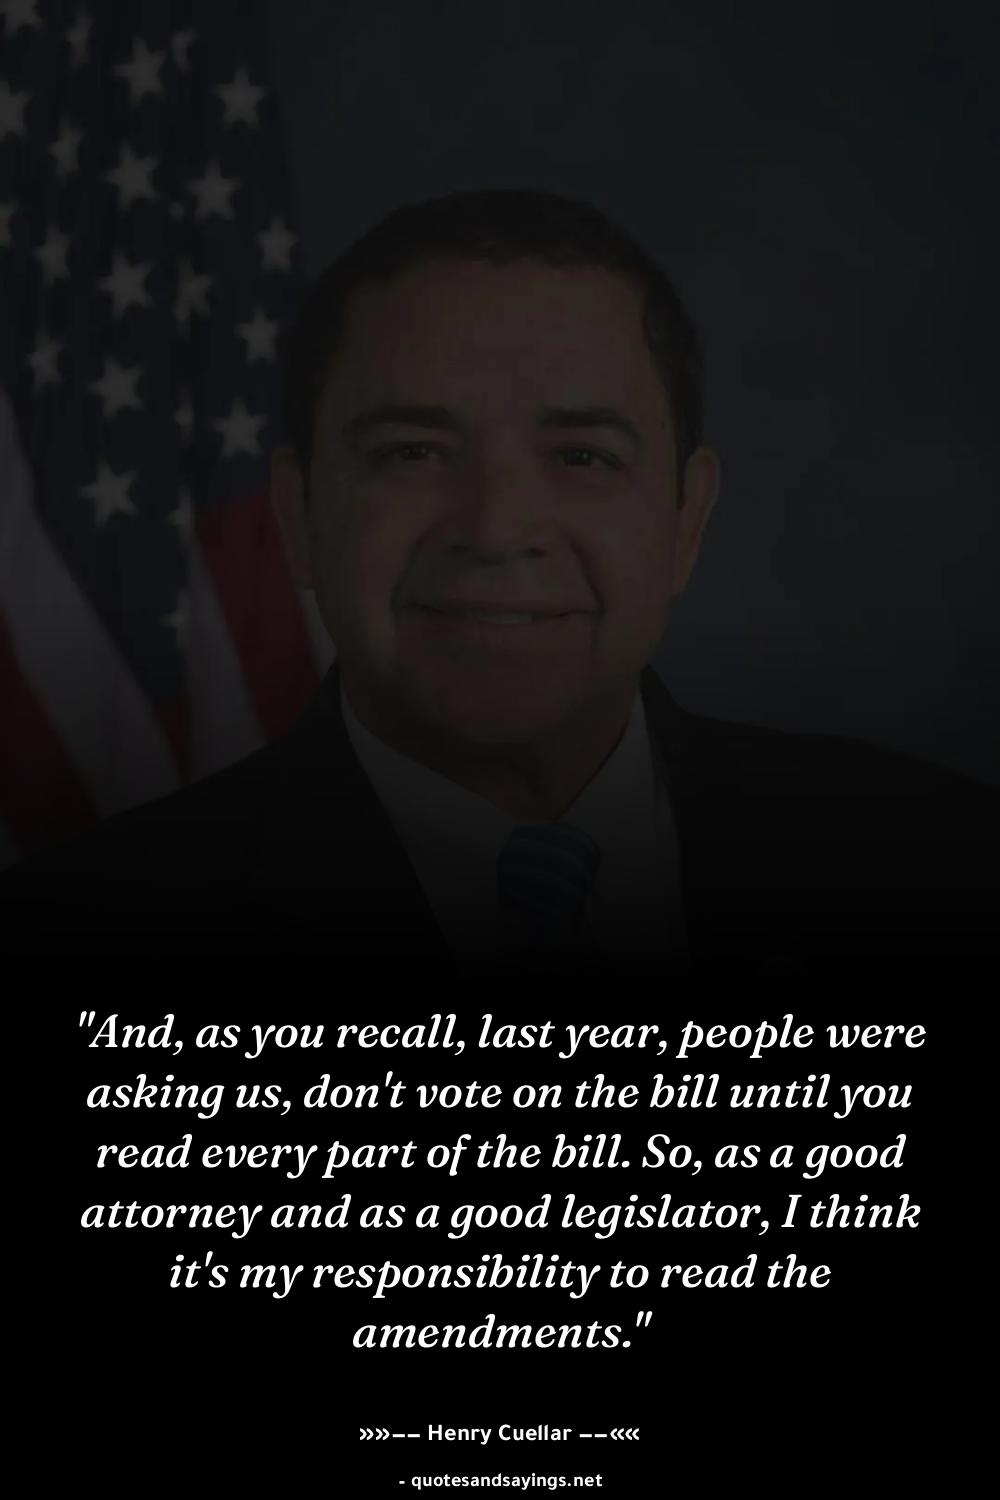 "And, as you recall, last year, people were
asking us, don't vote on the bill until you
read every part of the bill. So, as a good
attorney and as a good legislator, I think
it's my responsibility to read the
amendments."
»»−− Henry Cuellar −−««
- quotesandsayings.net